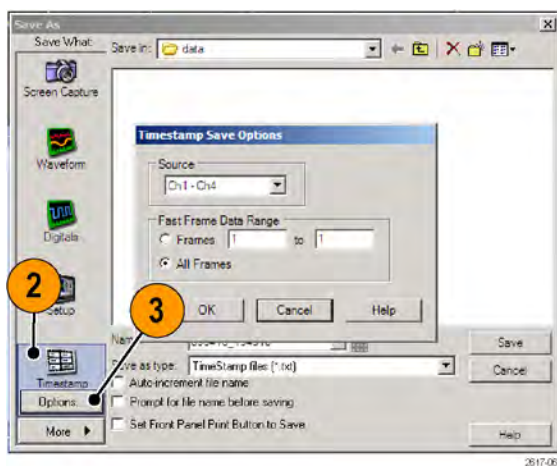 Save As
Save What:
Save in: data
Screen Capture
Waveform
Digitals
Setup
Timestamp
Options...
More
Timestamp Save Options
Source
Ch1 - Ch4
Fast Frame Data Range
Frames 1 to 1
All Frames
OK Cancel Help
2
3
Save
Save as type: TimeStamp files (*.txt)
Cancel
Auto-increment file name
Prompt for file name before saving
Set Front Panel Print Button to Save
Help